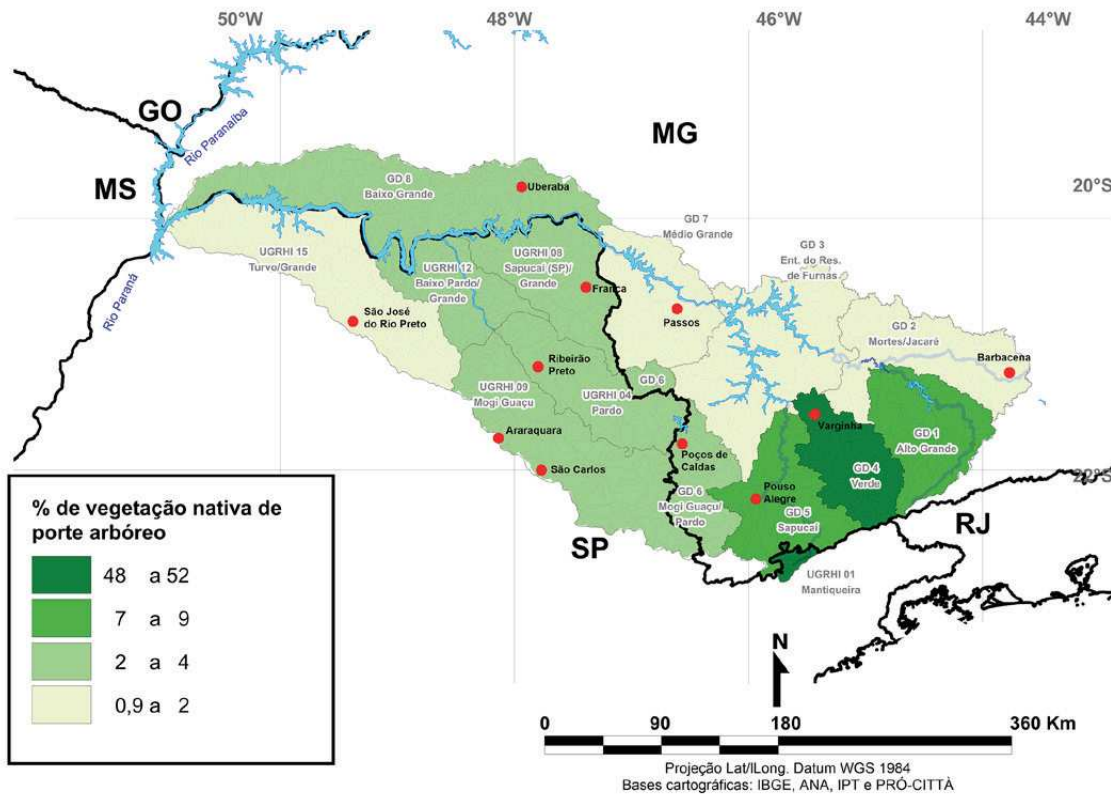 50°W
48°W
46°W
44°W
GO
MG
MS
Rio Paranaíba
GD 8
Baixo Grande
Uberaba
20°S
GD 7
Médio Grande
GD 3
Ent. do Res.
de Furnas
UGRHI 15
Turvo/Grande
UGRHI 12
Baixo Pardo/
Grande
UGRHI 08
Sapucaí (SP)/
Grande
Franca
Rio Paraná
São José
do Rio Preto
Passos
GD 2
Mortes/Jacaré
Barbacena
Ribeirão
Preto
GD 6
UGRHI 09
Mogi Guaçu
UGRHI 04
Pardo
Varginha
GD 1
Alto Grande
Araraquara
São Carlos
Poços de
Caldas
GD 4
Verde
22°S
Pouso
Alegre
GD 6
Mogi Guaçu/
Pardo
GD 5
Sapucaí
SP
RJ
UGRHI 01
Mantiqueira
% de vegetação nativa de
porte arbóreo
48 a 52
7 a 9
2 a 4
0,9 a 2
N
0 90 180 360 Km
Projeção Lat/lLong. Datum WGS 1984
Bases cartográficas: IBGE, ANA, IPT e PRÓ-CITTÀ